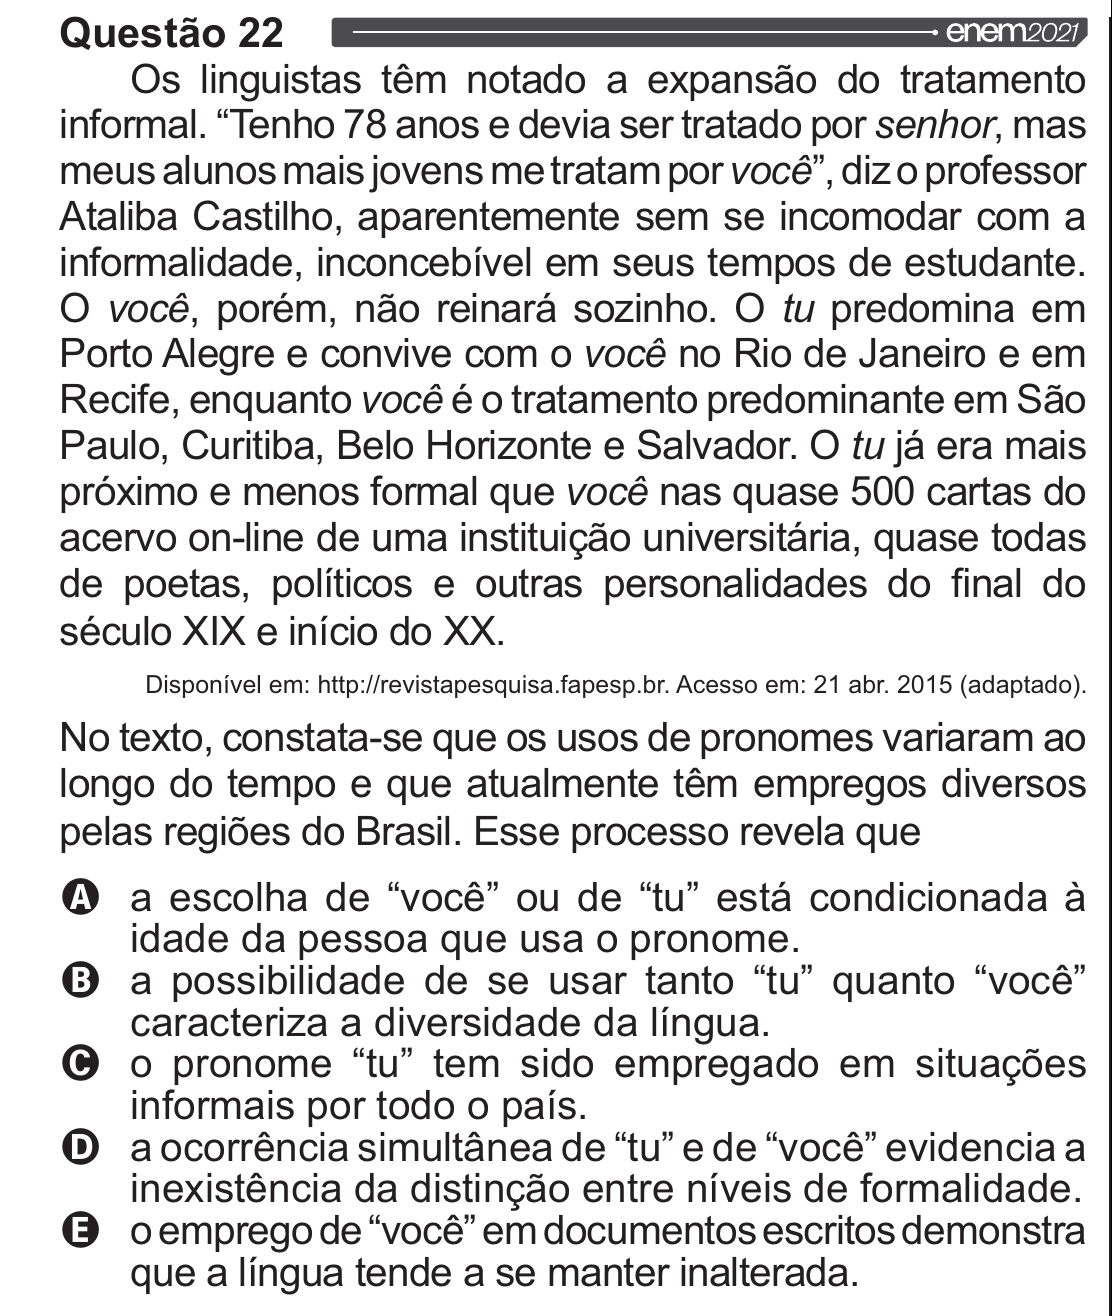 Questão 22
enem2021
Os linguistas têm notado a expansão do tratamento
informal. “Tenho 78 anos e devia ser tratado por senhor, mas
meus alunos mais jovens me tratam por você”, diz o professor
Ataliba Castilho, aparentemente sem se incomodar com a
informalidade, inconcebível em seus tempos de estudante.
O você, porém, não reinará sozinho. O tu predomina em
Porto Alegre e convive com o você no Rio de Janeiro e em
Recife, enquanto você é o tratamento predominante em São
Paulo, Curitiba, Belo Horizonte e Salvador. O tu já era mais
próximo e menos formal que você nas quase 500 cartas do
acervo on-line de uma instituição universitária, quase todas
de poetas, políticos e outras personalidades do final do
século XIX e início do XX.
Disponível em: http://revistapesquisa.fapesp.br. Acesso em: 21 abr. 2015 (adaptado).
No texto, constata-se que os usos de pronomes variaram ao
longo do tempo e que atualmente têm empregos diversos
pelas regiões do Brasil. Esse processo revela que
A a escolha de “você” ou de “tu” está condicionada à
idade da pessoa que usa o pronome.
B a possibilidade de se usar tanto “tu” quanto “você”
caracteriza a diversidade da língua.
C o pronome “tu” tem sido empregado em situações
informais por todo o país.
D a ocorrência simultânea de “tu” e de “você” evidencia a
inexistência da distinção entre níveis de formalidade.
E o emprego de “você” em documentos escritos demonstra
que a língua tende a se manter inalterada.